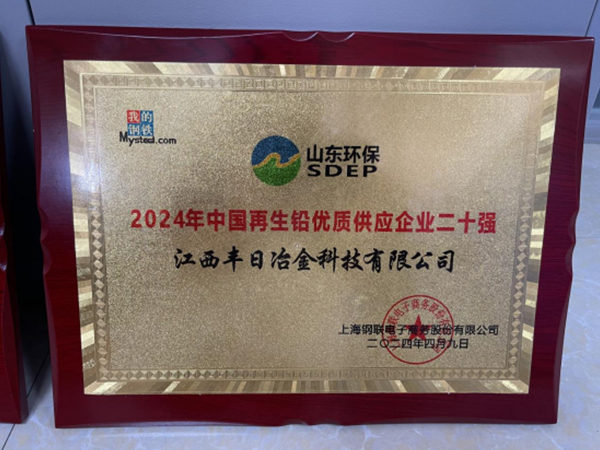 我的
钢铁
Mysteel.com
山东环保
SDEP
2024年中国再生铅优质供应企业二十强
江西丰日冶金科技有限公司
上海钢联电子商务股份有限公司
二〇二四年四月九日